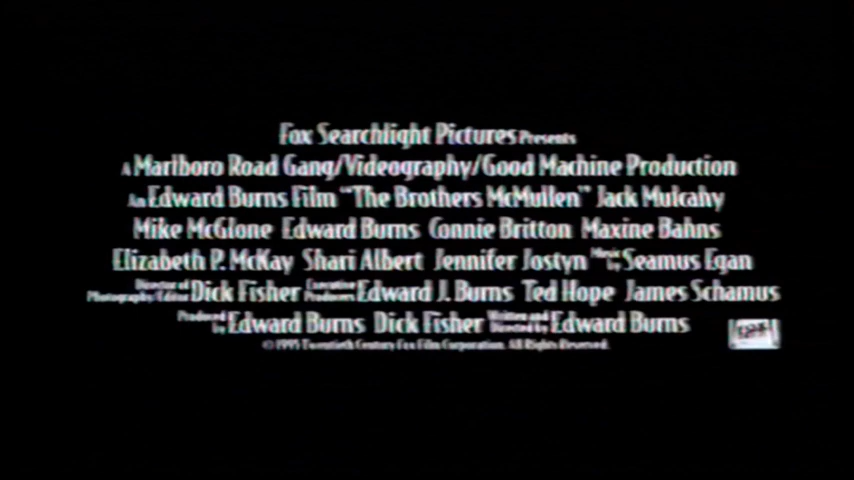 Fox Searchlight Pictures Presents
A Marlboro Road Gang/Videography/Good Machine Production
An Edward Burns Film "The Brothers McMullen" Jack Mulcahy
Mike McGlone Edward Burns Connie Britton Maxine Bahns
Elizabeth P. McKay Shari Albert Jennifer Jostyn Music by Seamus Egan
Director of Photography/Editor Dick Fisher Executive Producers Edward J. Burns Ted Hope James Schamus
Produced by Edward Burns Dick Fisher Written and Directed by Edward Burns
©1995 Twentieth Century Fox Film Corporation. All Rights Reserved.